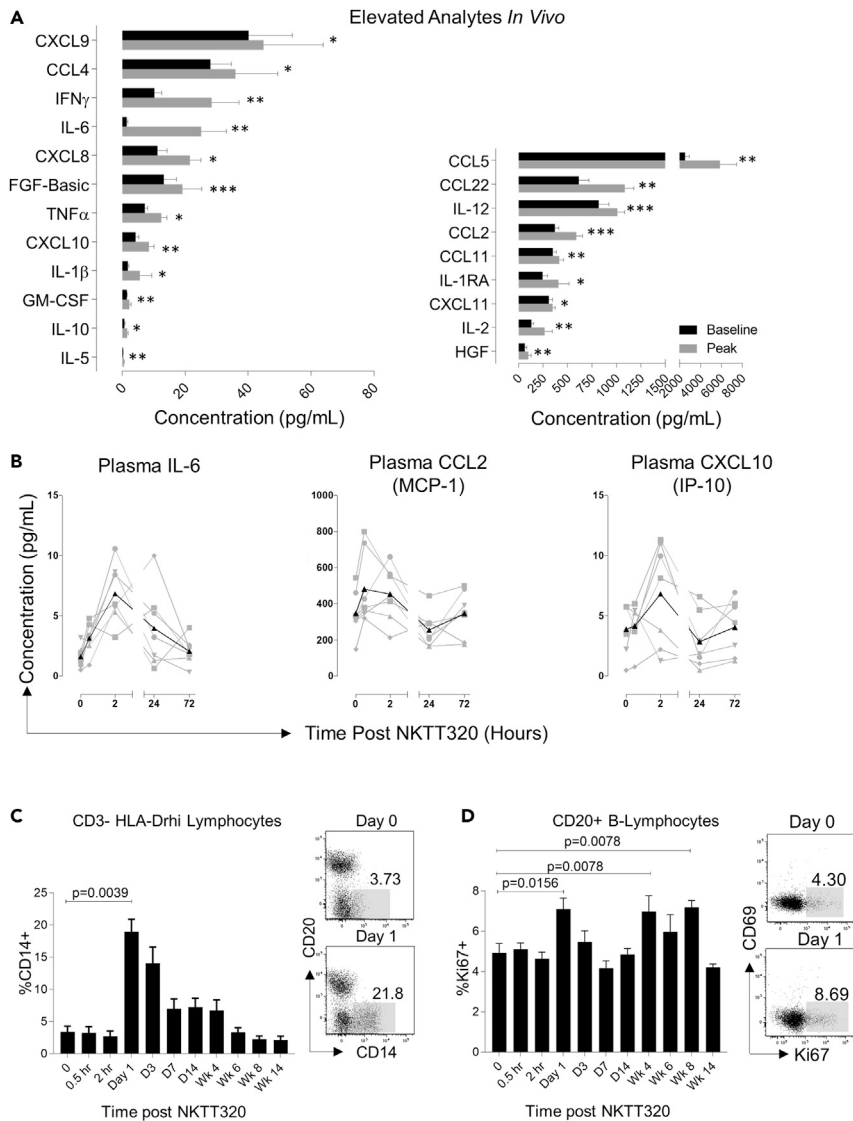 A
Elevated Analytes In Vivo
CXCL9
*
CCL4
*
IFNγ
**
IL-6
**
CXCL8
*
FGF-Basic
***
TNFα
*
CXCL10
**
IL-1β
*
GM-CSF
**
IL-10
*
IL-5
**
0 20 40 60 80
Concentration (pg/mL)
CCL5
**
CCL22
**
IL-12
***
CCL2
***
CCL11
**
IL-1RA
*
CXCL11
*
IL-2
**
HGF
**
Baseline
Peak
0 250 500 750 1000 1250 1500 2000 4000 6000 8000
Concentration (pg/mL)
B
Plasma IL-6
Plasma CCL2
(MCP-1)
Plasma CXCL10
(IP-10)
Concentration (pg/mL)
15
10
5
0
0 2 24 72
1000
800
600
400
200
0
0 2 24 72
15
10
5
0
0 2 24 72
Time Post NKTT320 (Hours)
C
CD3- HLA-Drhi Lymphocytes
p=0.0039
%CD14+
25
20
15
10
5
0
0 0.5 hr 2 hr Day 1 D3 D7 D14 Wk 4 Wk 6 Wk 8 Wk 14
Time post NKTT320
Day 0
3.73
Day 1
21.8
CD20
CD14
D
CD20+ B-Lymphocytes
p=0.0078
p=0.0078
p=0.0156
%Ki67+
8
6
4
2
0
0 0.5 hr 2 hr Day 1 D3 D7 D14 Wk 4 Wk 6 Wk 8 Wk 14
Time post NKTT320
Day 0
4.30
Day 1
8.69
CD69
Ki67